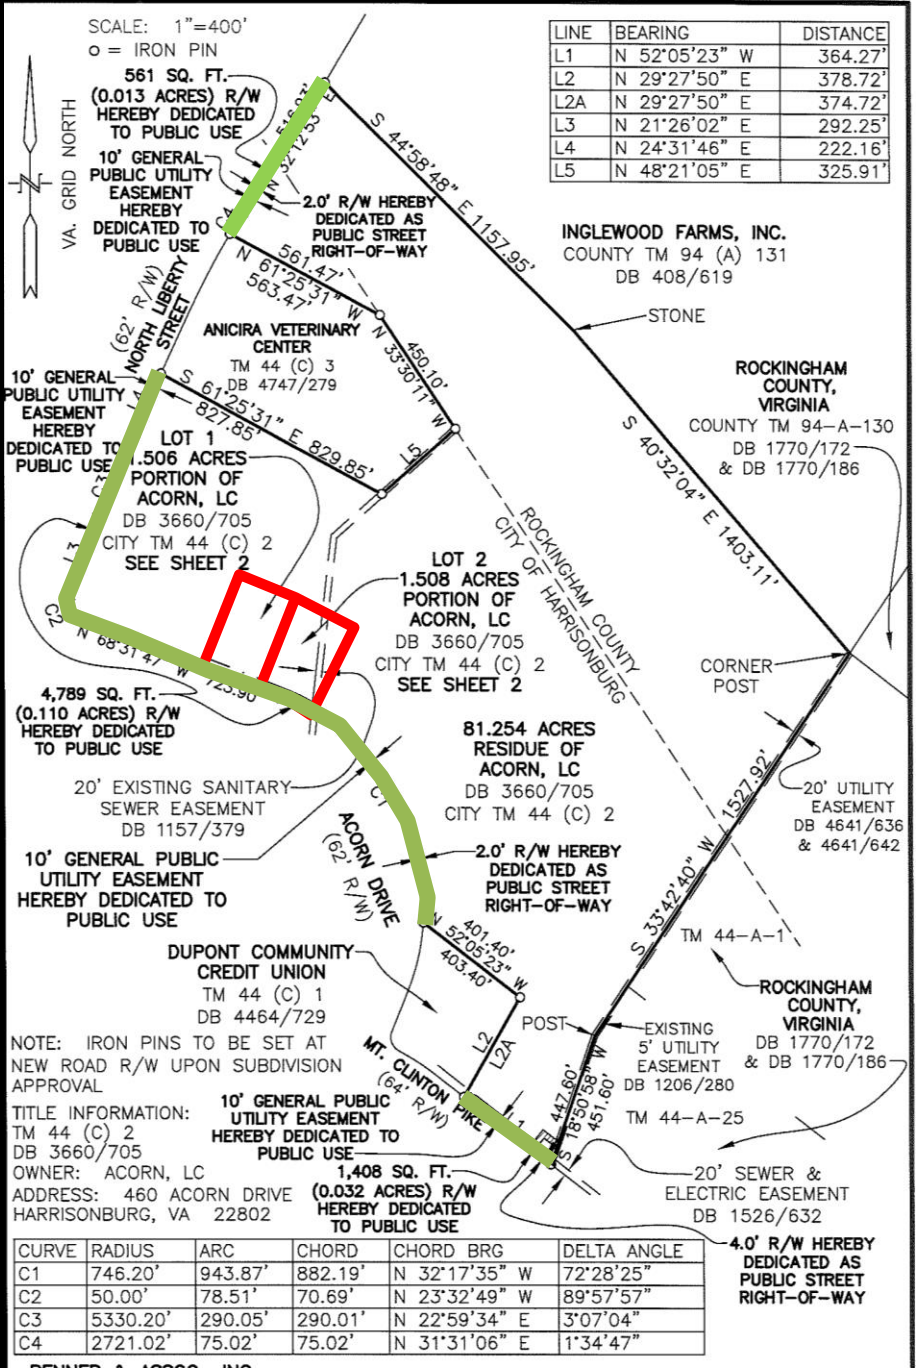 SCALE: 1"=400'
o = IRON PIN
VA. GRID NORTH
N
561 SQ. FT.
(0.013 ACRES) R/W
HEREBY DEDICATED
TO PUBLIC USE
10' GENERAL
PUBLIC UTILITY
EASEMENT
HEREBY
DEDICATED TO
PUBLIC USE
N 32°12'53" E
C4
2.0' R/W HEREBY
DEDICATED AS
PUBLIC STREET
RIGHT-OF-WAY
LINE BEARING DISTANCE
L1 N 52°05'23" W 364.27'
L2 N 29°27'50" E 378.72'
L2A N 29°27'50" E 374.72'
L3 N 21°26'02" E 292.25'
L4 N 24°31'46" E 222.16'
L5 N 48°21'05" E 325.91'
S 44°58'48" E 1157.95'
INGLEWOOD FARMS, INC.
COUNTY TM 94 (A) 131
DB 408/619
STONE
561.47'
N 61°25'31" W
563.47'
NORTH LIBERTY
STREET
(62' R/W)
ANICIRA VETERINARY
CENTER
TM 44 (C) 3
DB 4747/279
N 33°30'11" W
450.10'
ROCKINGHAM
COUNTY,
VIRGINIA
COUNTY TM 94-A-130
DB 1770/172
& DB 1770/186
10' GENERAL
PUBLIC UTILITY
EASEMENT
HEREBY
DEDICATED TO
PUBLIC USE
L4
S 61°25'31" E 829.85'
827.85'
L5
C3
L3
C2
LOT 1
1.506 ACRES
PORTION OF
ACORN, LC
DB 3660/705
CITY TM 44 (C) 2
SEE SHEET 2
S 40°32'04" E 1403.11'
ROCKINGHAM COUNTY
CITY OF HARRISONBURG
LOT 2
1.508 ACRES
PORTION OF
ACORN, LC
DB 3660/705
CITY TM 44 (C) 2
SEE SHEET 2
N 68°31'47" W 723.90'
CORNER
POST
4,789 SQ. FT.
(0.110 ACRES) R/W
HEREBY DEDICATED
TO PUBLIC USE
81.254 ACRES
RESIDUE OF
ACORN, LC
DB 3660/705
CITY TM 44 (C) 2
20' EXISTING SANITARY
SEWER EASEMENT
DB 1157/379
C1
20' UTILITY
EASEMENT
DB 4641/636
& 4641/642
S 33°42'40" W 1527.92'
10' GENERAL PUBLIC
UTILITY EASEMENT
HEREBY DEDICATED TO
PUBLIC USE
ACORN DRIVE
(62' R/W)
2.0' R/W HEREBY
DEDICATED AS
PUBLIC STREET
RIGHT-OF-WAY
401.40'
N 52°05'23" W
403.40'
TM 44-A-1
DUPONT COMMUNITY
CREDIT UNION
TM 44 (C) 1
DB 4464/729
ROCKINGHAM
COUNTY,
VIRGINIA
DB 1770/172
& DB 1770/186
NOTE: IRON PINS TO BE SET AT
NEW ROAD R/W UPON SUBDIVISION
APPROVAL
L2
L2A
POST
EXISTING
5' UTILITY
EASEMENT
DB 1206/280
447.60'
S 18°50'58" W
451.60'
MT. CLINTON PIKE
(64' R/W)
L1
TM 44-A-25
TITLE INFORMATION:
TM 44 (C) 2
DB 3660/705
OWNER: ACORN, LC
ADDRESS: 460 ACORN DRIVE
HARRISONBURG, VA 22802
10' GENERAL PUBLIC
UTILITY EASEMENT
HEREBY DEDICATED TO
PUBLIC USE
1,408 SQ. FT.
(0.032 ACRES) R/W
HEREBY DEDICATED
TO PUBLIC USE
20' SEWER &
ELECTRIC EASEMENT
DB 1526/632
4.0' R/W HEREBY
DEDICATED AS
PUBLIC STREET
RIGHT-OF-WAY
CURVE RADIUS ARC CHORD CHORD BRG DELTA ANGLE
C1 746.20' 943.87' 882.19' N 32°17'35" W 72°28'25"
C2 50.00' 78.51' 70.69' N 23°32'49" W 89°57'57"
C3 5330.20' 290.05' 290.01' N 22°59'34" E 3°07'04"
C4 2721.02' 75.02' 75.02' N 31°31'06" E 1°34'47"